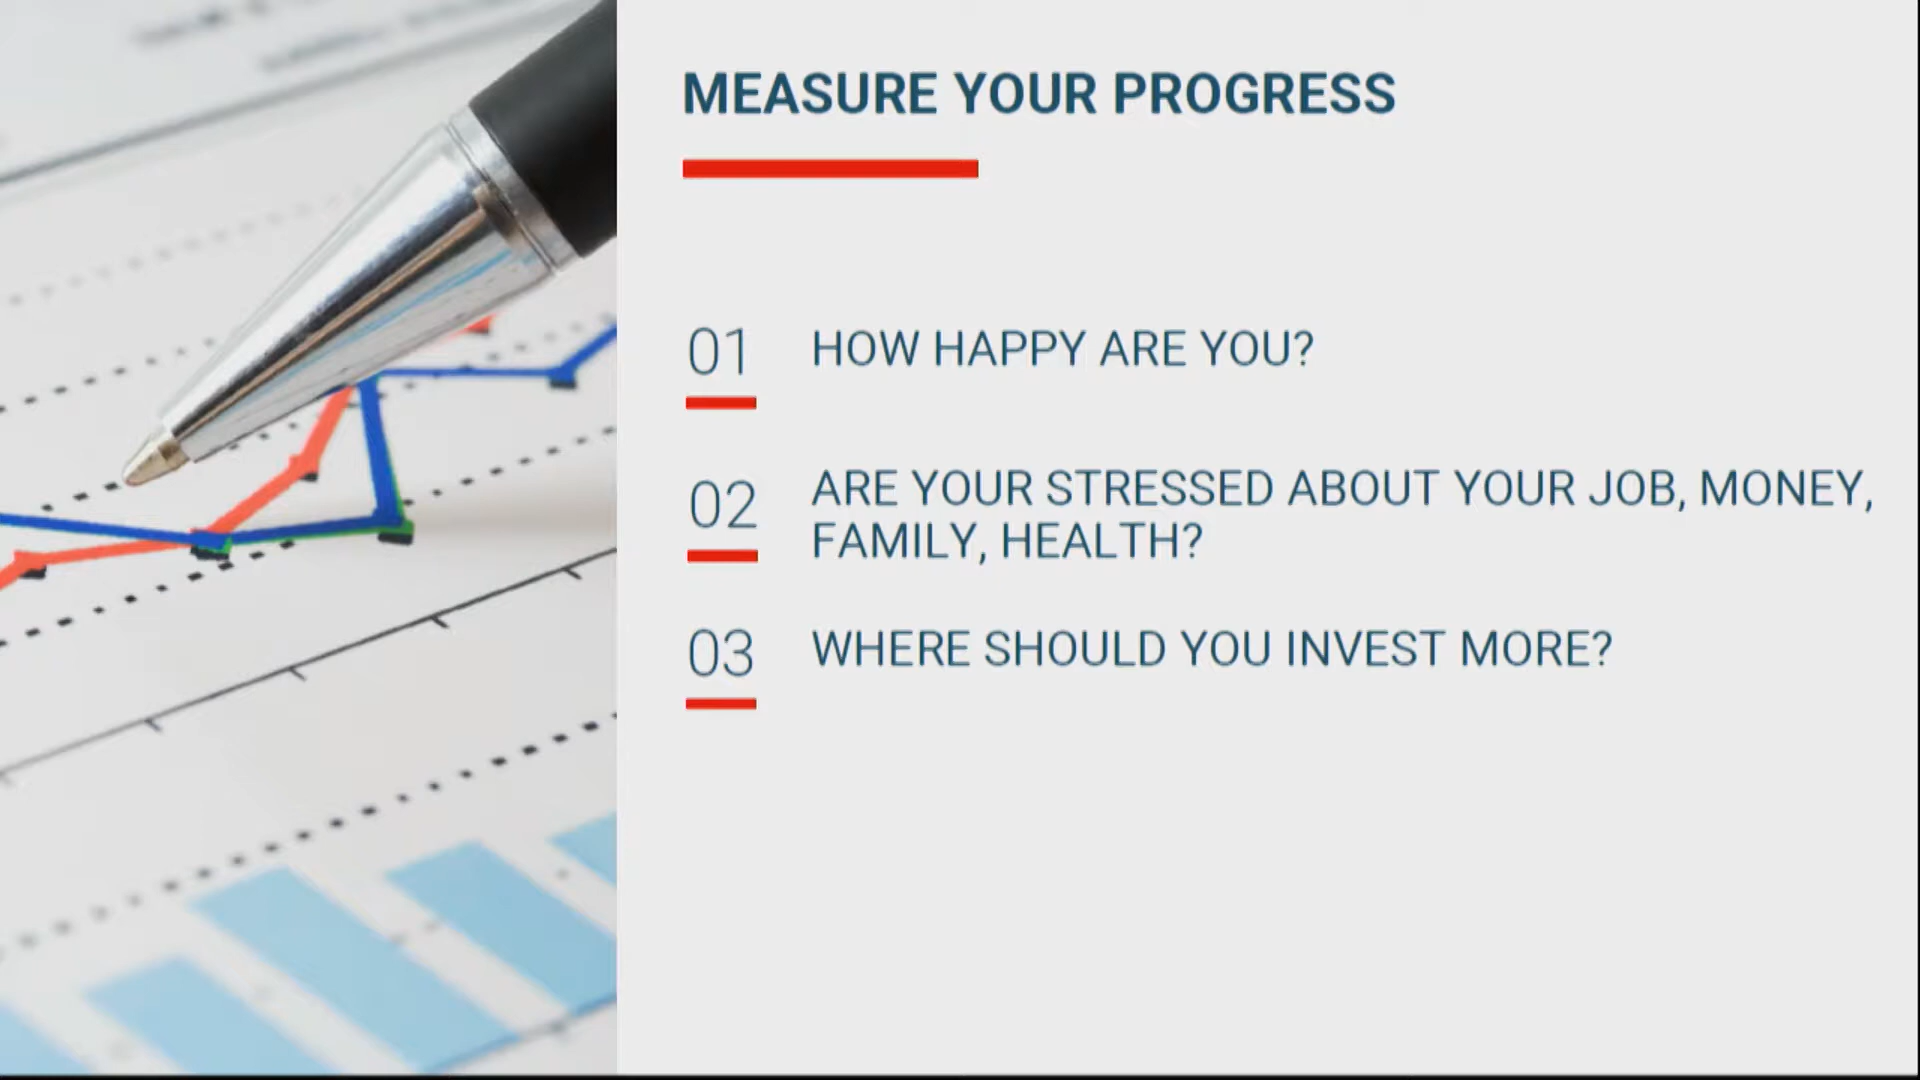 MEASURE YOUR PROGRESS
01 HOW HAPPY ARE YOU?
02 ARE YOUR STRESSED ABOUT YOUR JOB, MONEY,
FAMILY, HEALTH?
03 WHERE SHOULD YOU INVEST MORE?